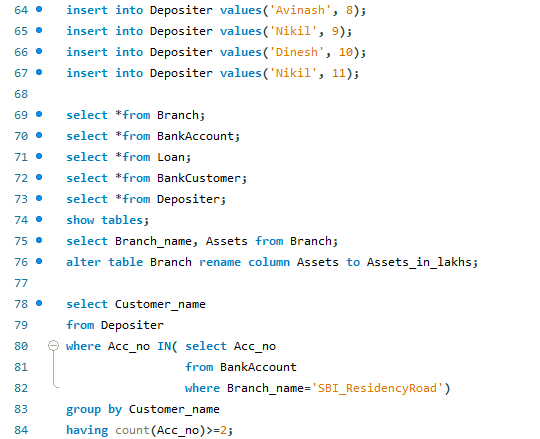 64 insert into Depositer values('Avinash', 8);
65 insert into Depositer values('Nikil', 9);
66 insert into Depositer values('Dinesh', 10);
67 insert into Depositer values('Nikil', 11);
68
69 select *from Branch;
70 select *from BankAccount;
71 select *from Loan;
72 select *from BankCustomer;
73 select *from Depositer;
74 show tables;
75 select Branch_name, Assets from Branch;
76 alter table Branch rename column Assets to Assets_in_lakhs;
77
78 select Customer_name
79 from Depositer
80 where Acc_no IN( select Acc_no
81 from BankAccount
82 where Branch_name='SBI_ResidencyRoad')
83 group by Customer_name
84 having count(Acc_no)>=2;